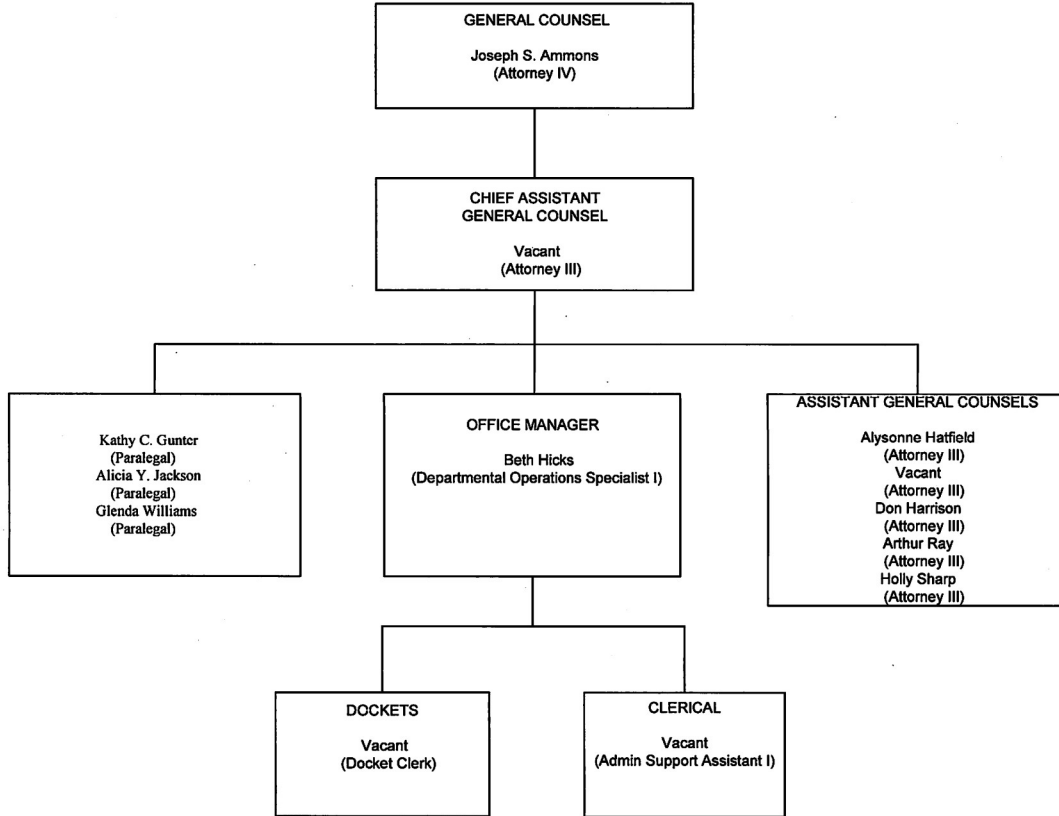 GENERAL COUNSEL
Joseph S. Ammons
(Attorney IV)
CHIEF ASSISTANT
GENERAL COUNSEL
Vacant
(Attorney III)
Kathy C. Gunter
(Paralegal)
Alicia Y. Jackson
(Paralegal)
Glenda Williams
(Paralegal)
OFFICE MANAGER
Beth Hicks
(Departmental Operations Specialist I)
ASSISTANT GENERAL COUNSELS
Alysonne Hatfield
(Attorney III)
Vacant
(Attorney III)
Don Harrison
(Attorney III)
Arthur Ray
(Attorney III)
Holly Sharp
(Attorney III)
DOCKETS
Vacant
(Docket Clerk)
CLERICAL
Vacant
(Admin Support Assistant I)